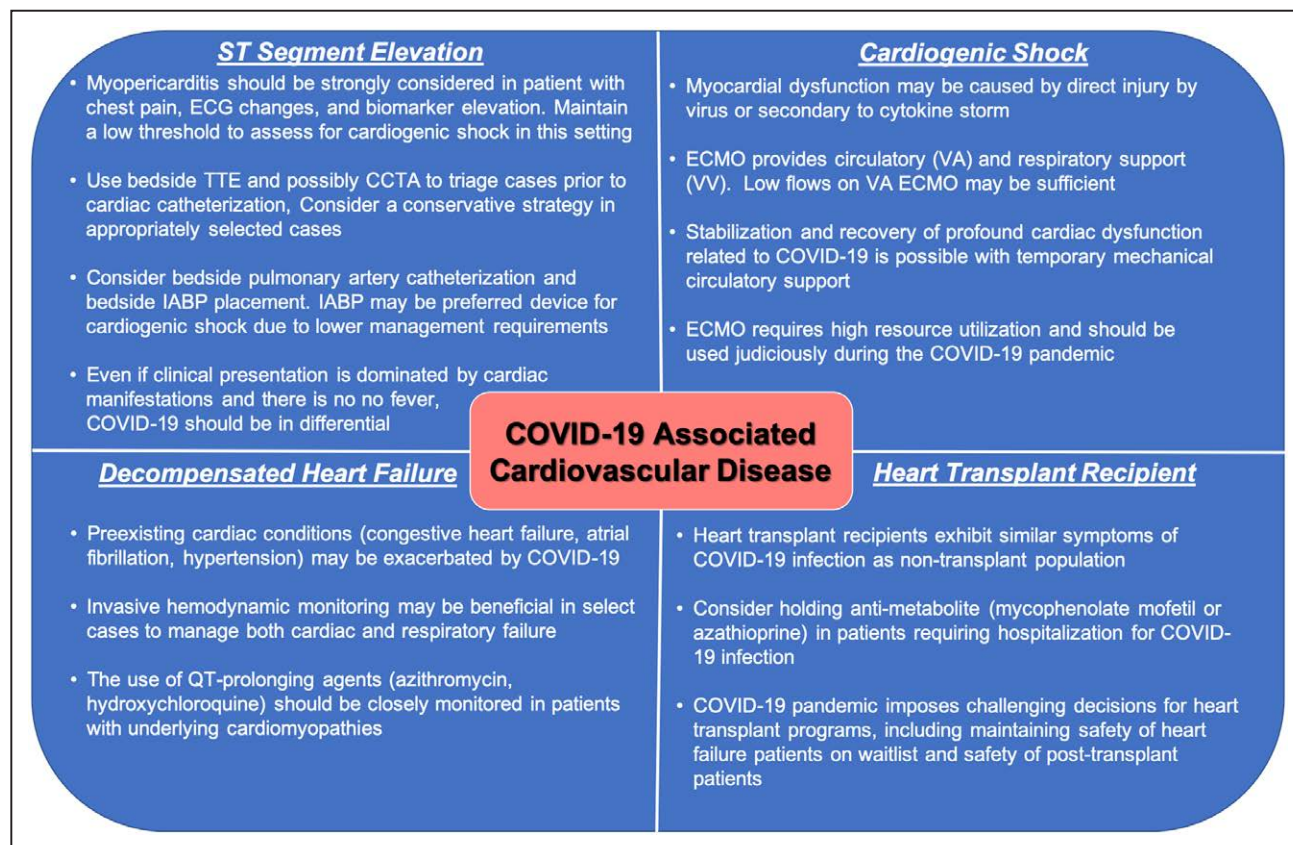 ST Segment Elevation
• Myopericarditis should be strongly considered in patient with
chest pain, ECG changes, and biomarker elevation. Maintain
a low threshold to assess for cardiogenic shock in this setting
• Use bedside TTE and possibly CCTA to triage cases prior to
cardiac catheterization, Consider a conservative strategy in
appropriately selected cases
• Consider bedside pulmonary artery catheterization and
bedside IABP placement. IABP may be preferred device for
cardiogenic shock due to lower management requirements
• Even if clinical presentation is dominated by cardiac
manifestations and there is no no fever,
COVID-19 should be in differential
Cardiogenic Shock
• Myocardial dysfunction may be caused by direct injury by
virus or secondary to cytokine storm
• ECMO provides circulatory (VA) and respiratory support
(VV). Low flows on VA ECMO may be sufficient
• Stabilization and recovery of profound cardiac dysfunction
related to COVID-19 is possible with temporary mechanical
circulatory support
• ECMO requires high resource utilization and should be
used judiciously during the COVID-19 pandemic
COVID-19 Associated
Cardiovascular Disease
Decompensated Heart Failure
• Preexisting cardiac conditions (congestive heart failure, atrial
fibrillation, hypertension) may be exacerbated by COVID-19
• Invasive hemodynamic monitoring may be beneficial in select
cases to manage both cardiac and respiratory failure
• The use of QT-prolonging agents (azithromycin,
hydroxychloroquine) should be closely monitored in patients
with underlying cardiomyopathies
Heart Transplant Recipient
• Heart transplant recipients exhibit similar symptoms of
COVID-19 infection as non-transplant population
• Consider holding anti-metabolite (mycophenolate mofetil or
azathioprine) in patients requiring hospitalization for COVID-
19 infection
• COVID-19 pandemic imposes challenging decisions for heart
transplant programs, including maintaining safety of heart
failure patients on waitlist and safety of post-transplant
patients